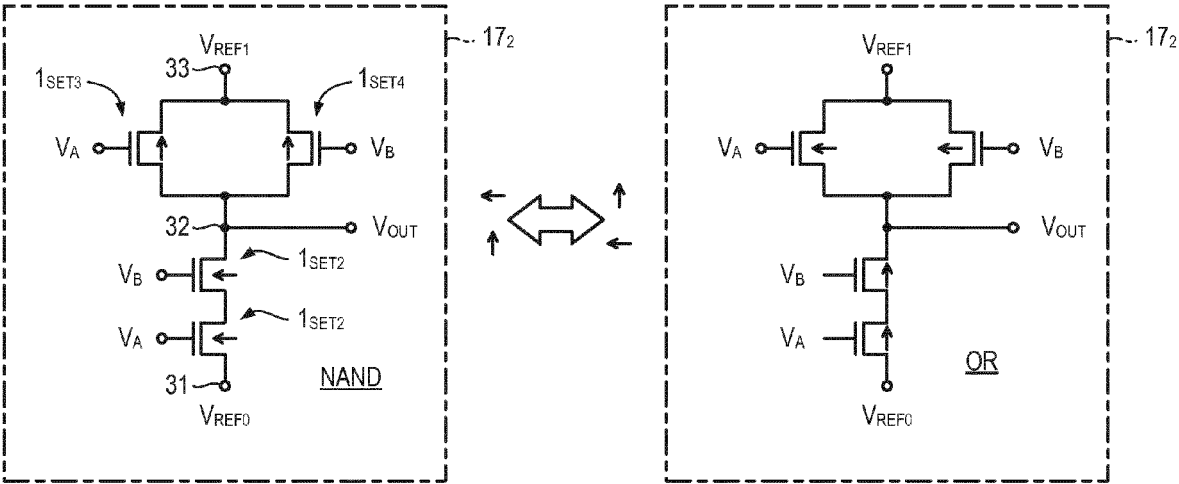 17₂
V_REF1
33
1_SET3
1_SET4
V_A
V_B
32
V_OUT
V_B
1_SET2
V_A
1_SET2
31
NAND
V_REF0
17₂
V_REF1
V_A
V_B
V_OUT
V_B
V_A
OR
V_REF0